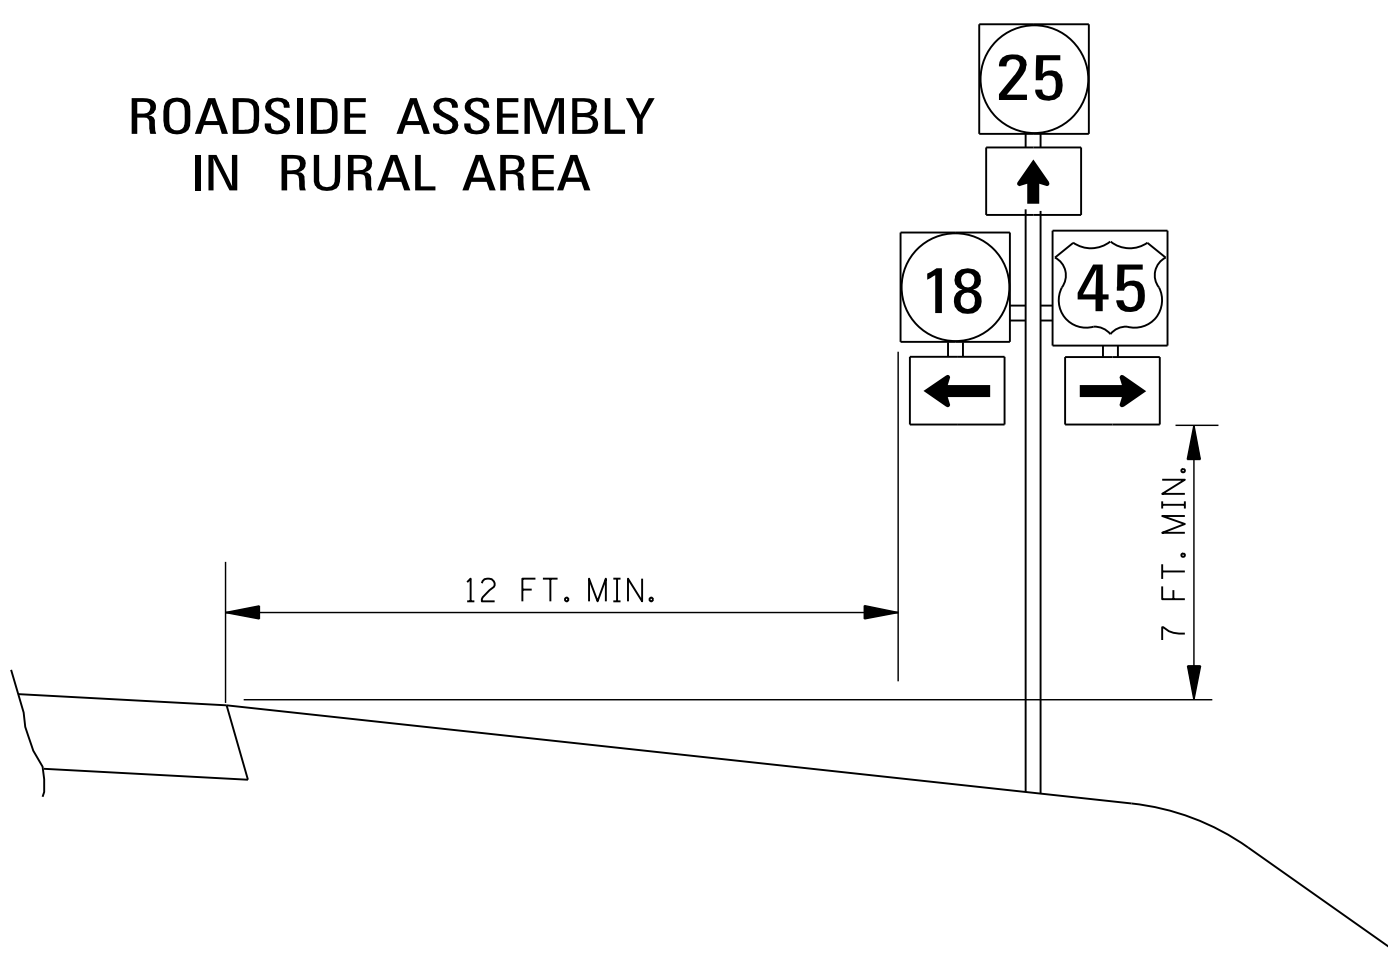 ROADSIDE ASSEMBLY
IN RURAL AREA
25
18
45
12 FT. MIN.
7 FT. MIN.